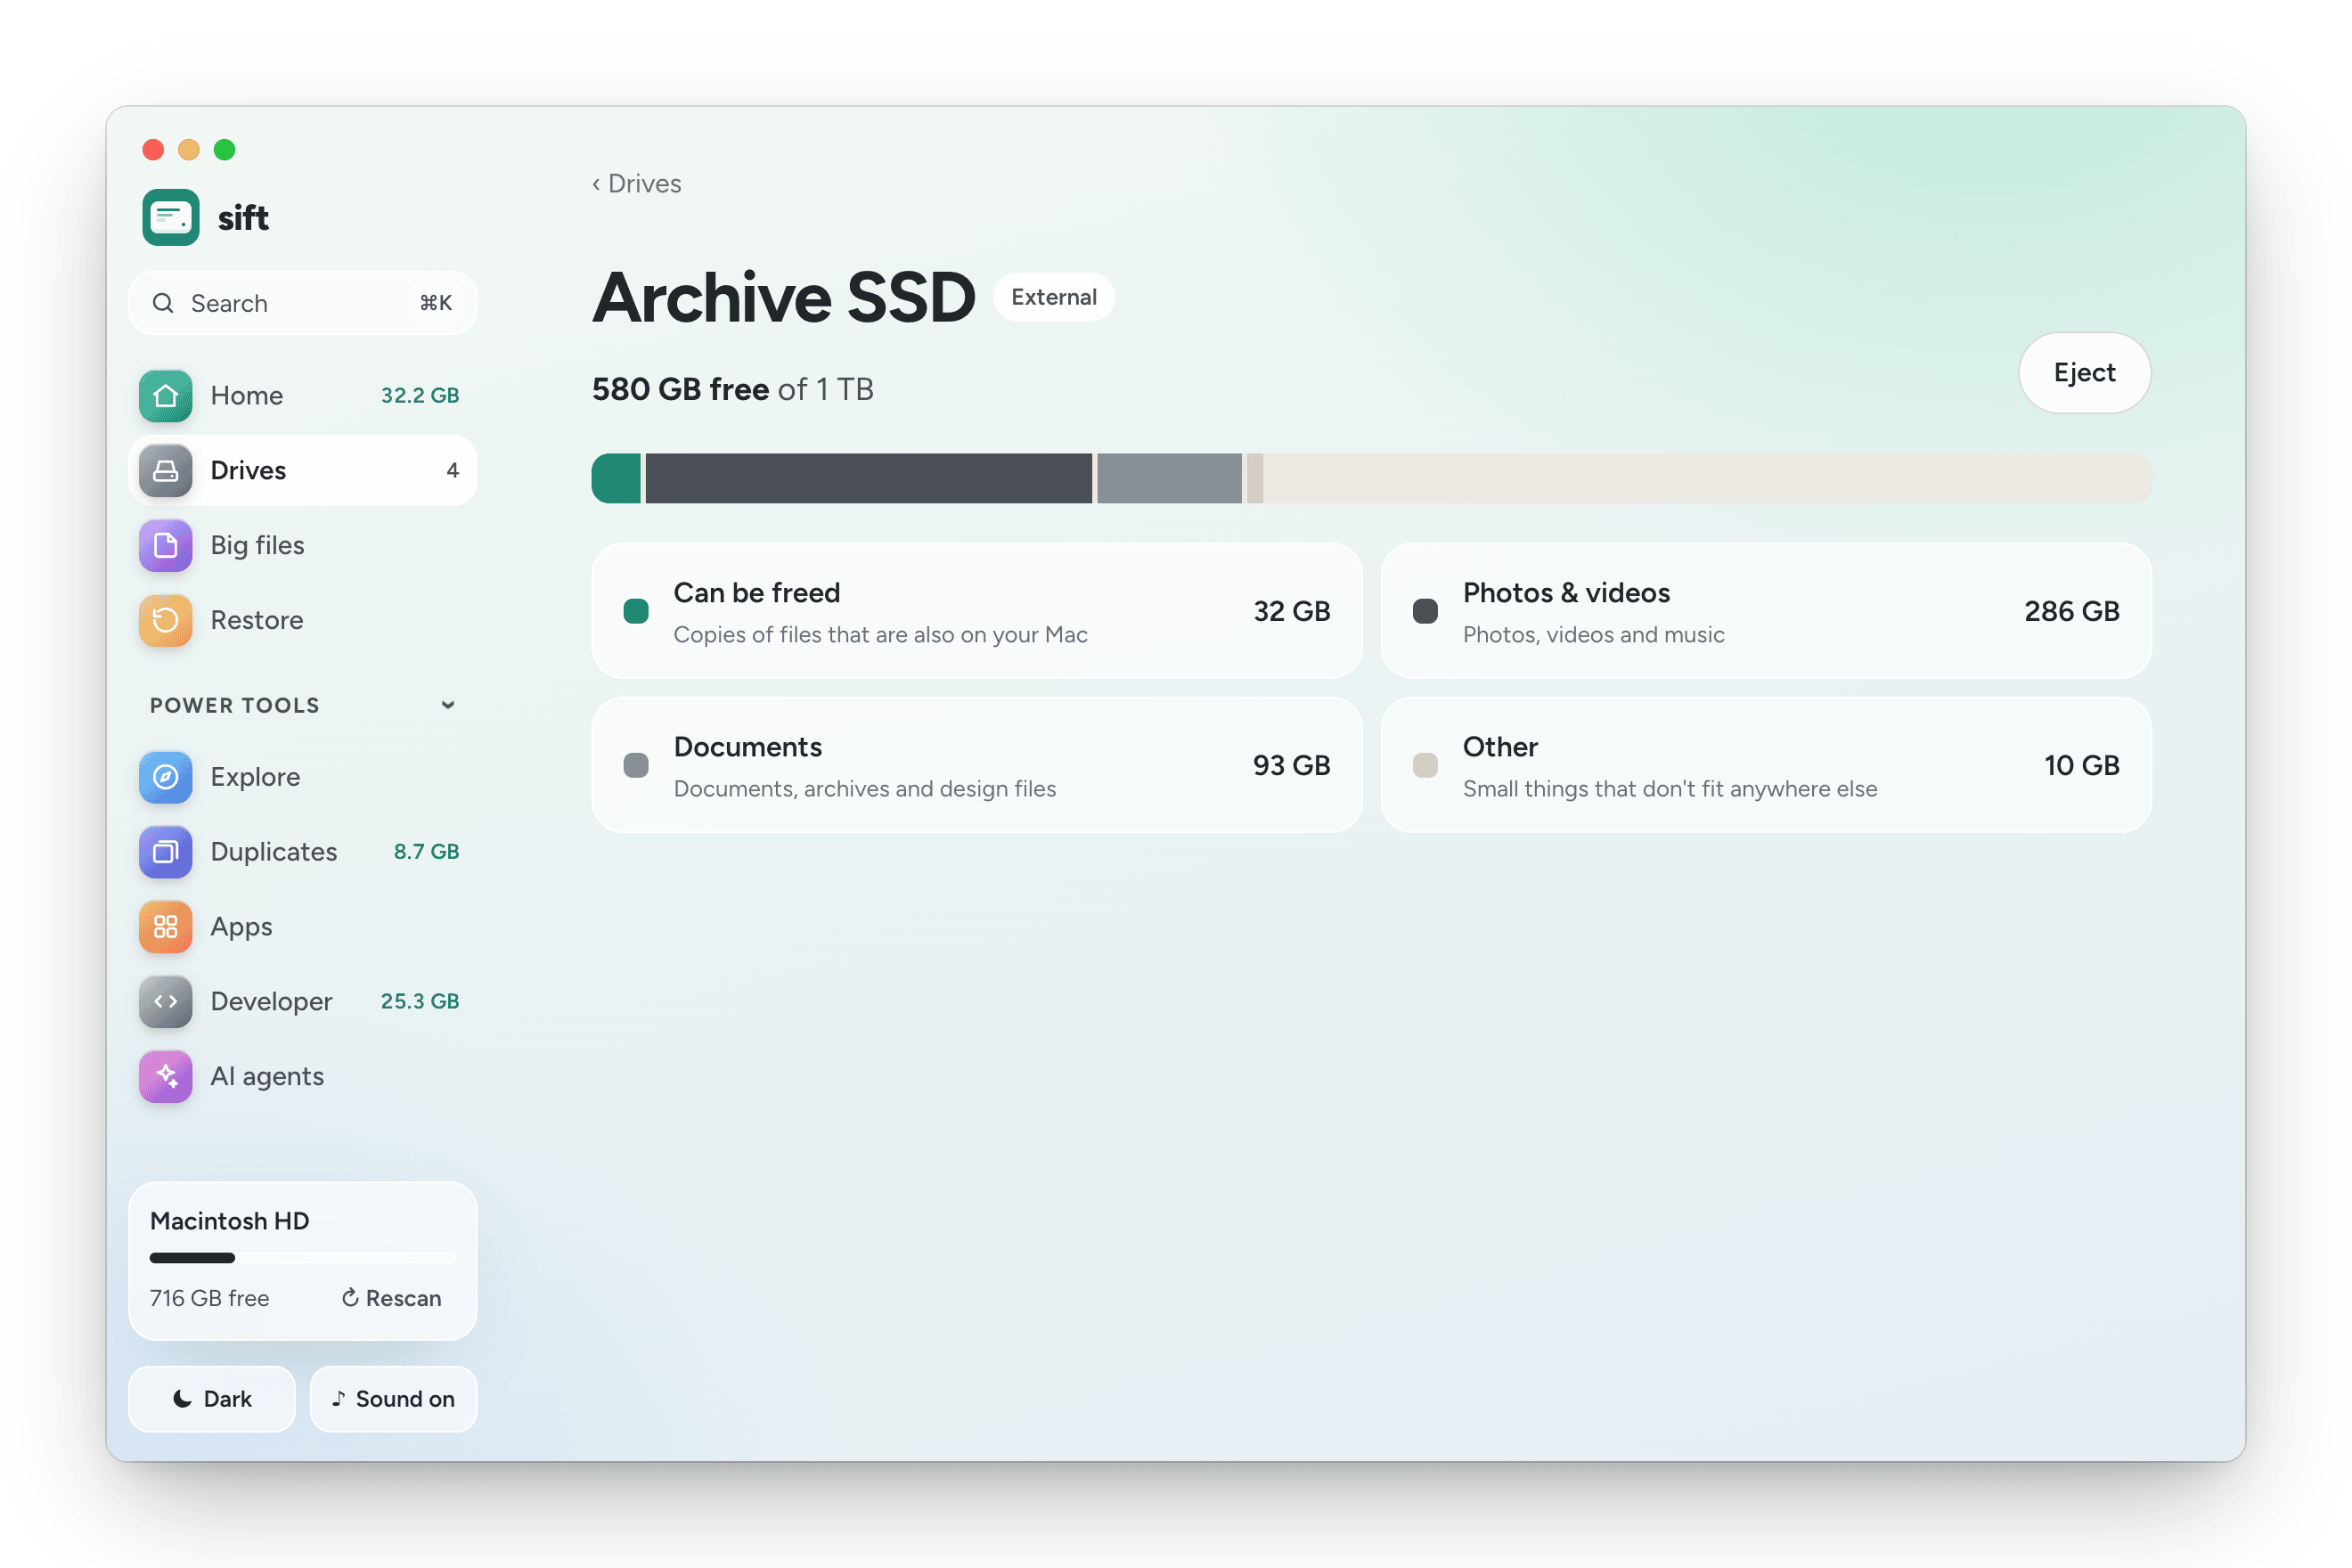 sift
Search ⌘K
Home 32.2 GB
Drives 4
Big files
Restore
POWER TOOLS
Explore
Duplicates 8.7 GB
Apps
Developer 25.3 GB
AI agents
Macintosh HD
716 GB free ↻ Rescan
Dark ♪ Sound on
‹ Drives
Archive SSD External
580 GB free of 1 TB
Eject
Can be freed
Copies of files that are also on your Mac
32 GB
Photos & videos
Photos, videos and music
286 GB
Documents
Documents, archives and design files
93 GB
Other
Small things that don't fit anywhere else
10 GB